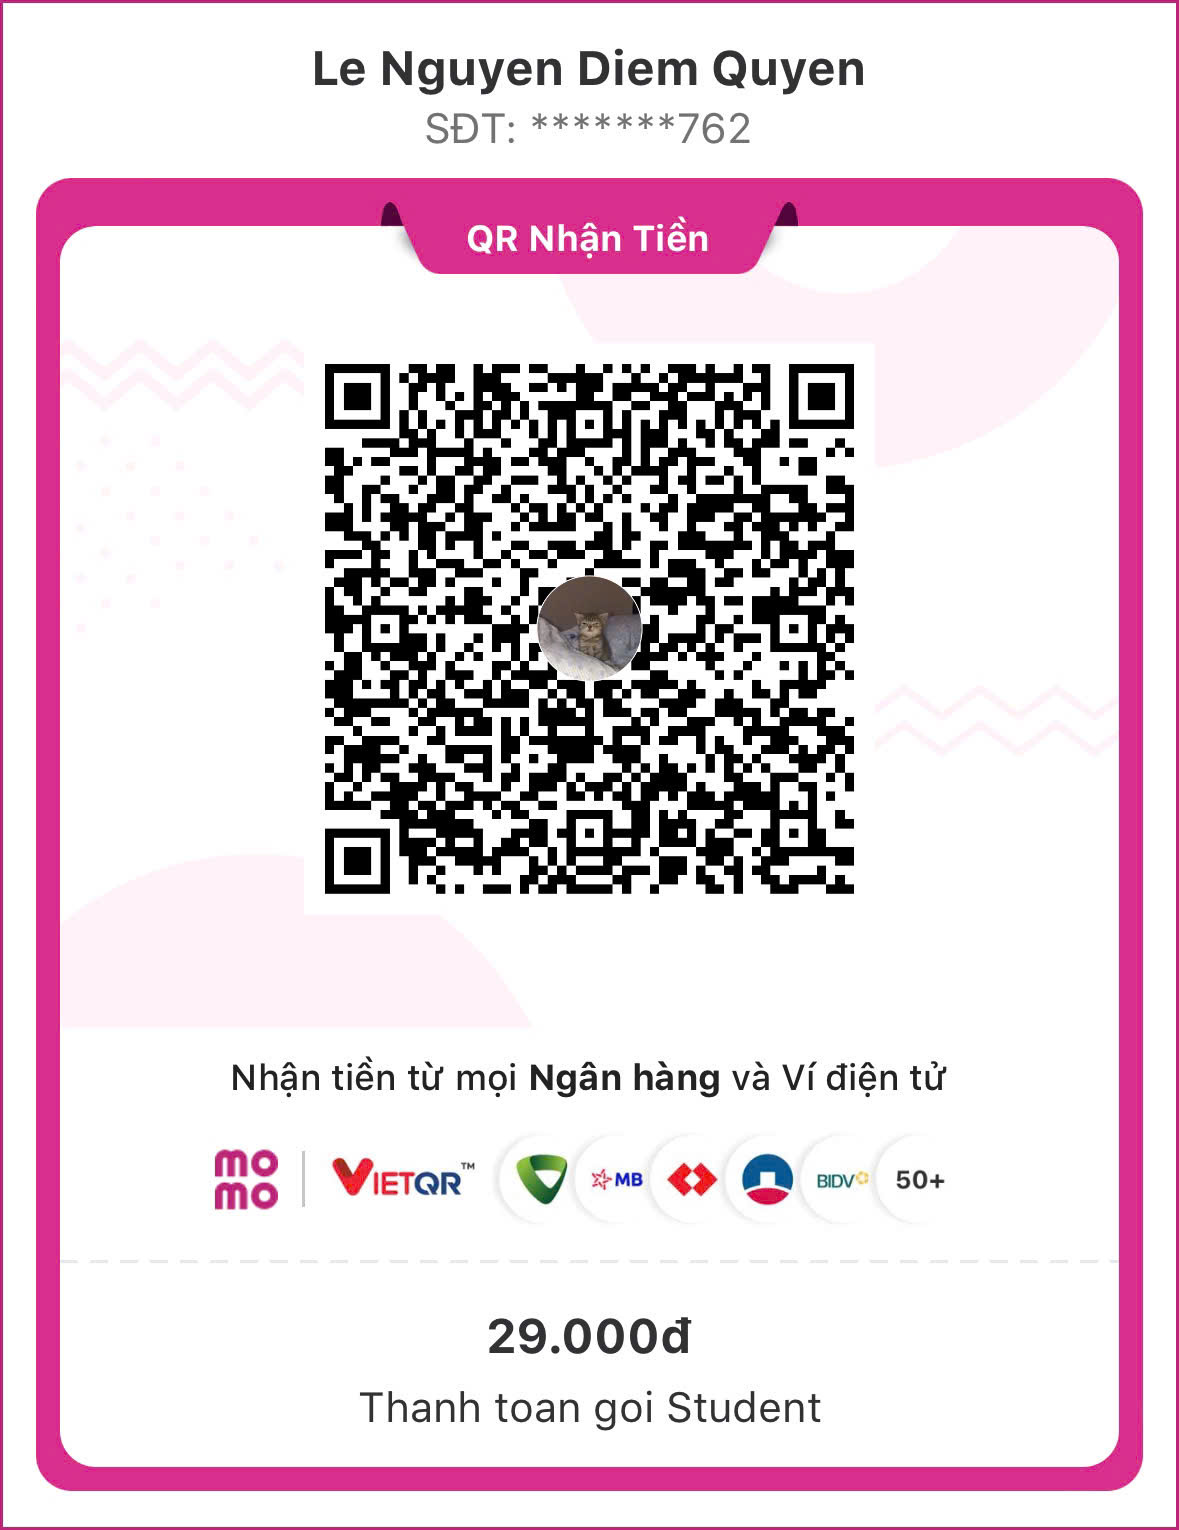 Le Nguyen Diem Quyen
SĐT: *******762
QR Nhận Tiền
Nhận tiền từ mọi Ngân hàng và Ví điện tử
mo
mo
VIETQR™
MB
BIDV
50+
29.000đ
Thanh toan goi Student